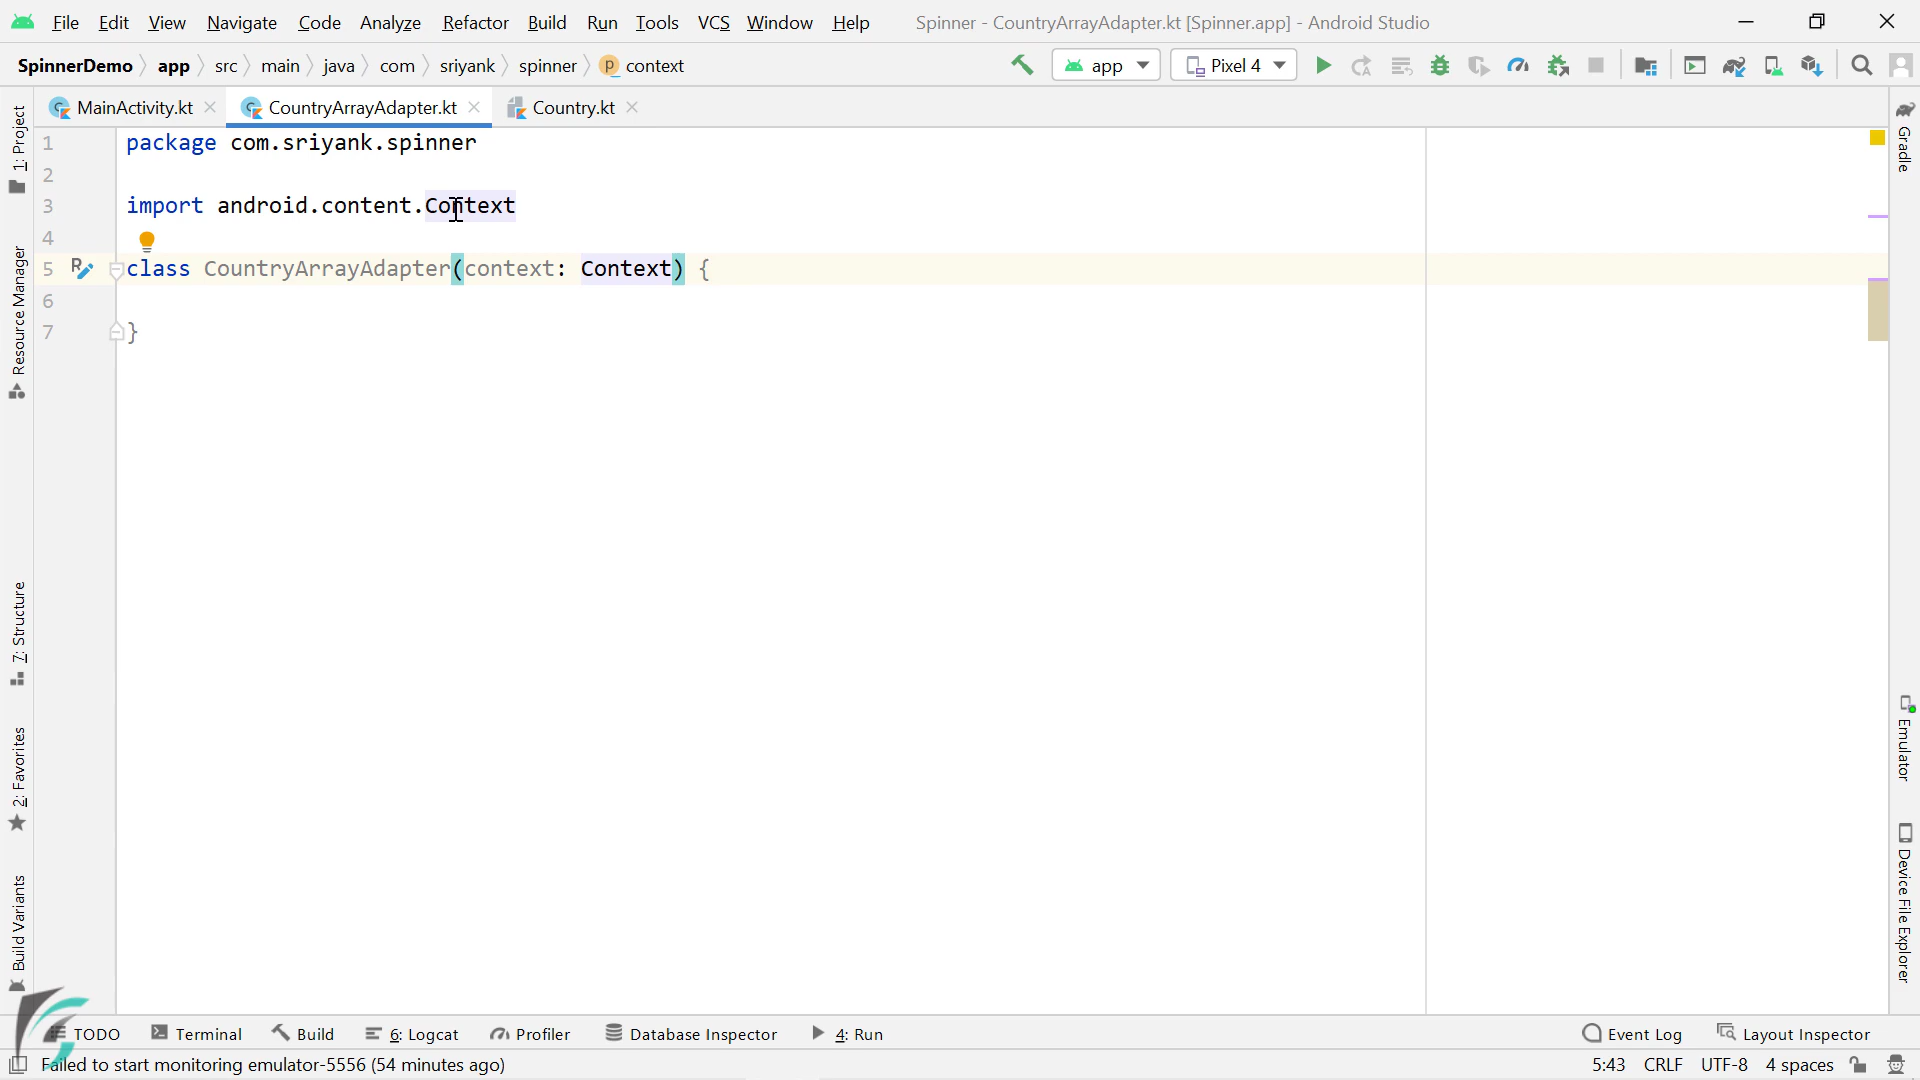 File Edit View Navigate Code Analyze Refactor Build Run Tools VCS Window Help Spinner - CountryArrayAdapter.kt [Spinner.app] - Android Studio
SpinnerDemo app src main java com sriyank spinner p context app Pixel 4
MainActivity.kt CountryArrayAdapter.kt Country.kt
1 package com.sriyank.spinner
2
3 import android.content.Context
4
5 class CountryArrayAdapter(context: Context) {
6
7 }
1: Project
Resource Manager
7: Structure
2: Favorites
Build Variants
Gradle
Emulator
Device File Explorer
TODO Terminal Build 6: Logcat Profiler Database Inspector 4: Run Event Log Layout Inspector
Failed to start monitoring emulator-5556 (54 minutes ago) 5:43 CRLF UTF-8 4 spaces